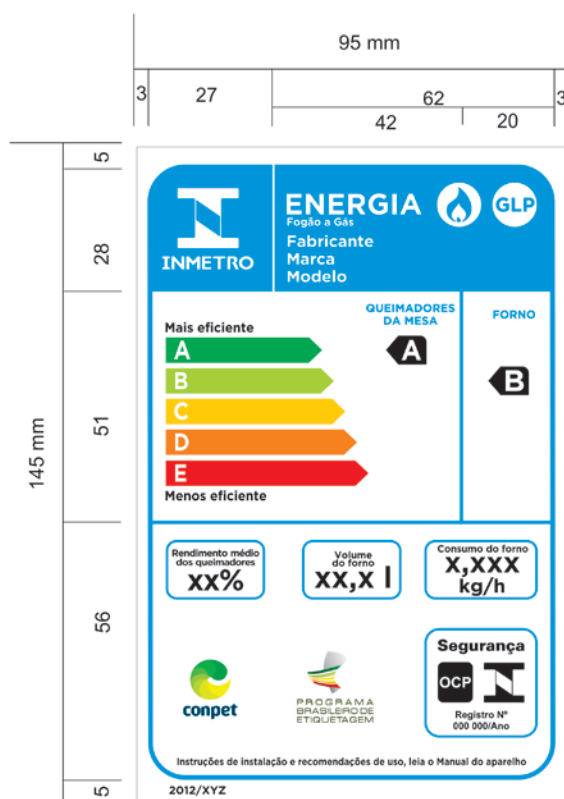 95 mm
3 27 62 3
42 20
5
28
51
145 mm
56
5
INMETRO
ENERGIA
Fogão a Gás
GLP
Fabricante
Marca
Modelo
QUEIMADORES
DA MESA
FORNO
Mais eficiente
A
B
C
D
E
Menos eficiente
A
B
Rendimento médio
dos queimadores
xx%
Volume
do forno
xx,x l
Consumo do forno
x,xxx
kg/h
conpet
PROGRAMA
BRASILEIRO DE
ETIQUETAGEM
Segurança
OCP
Registro Nº
000 000/Ano
Instruções de instalação e recomendações de uso, leia o Manual do aparelho
2012/XYZ